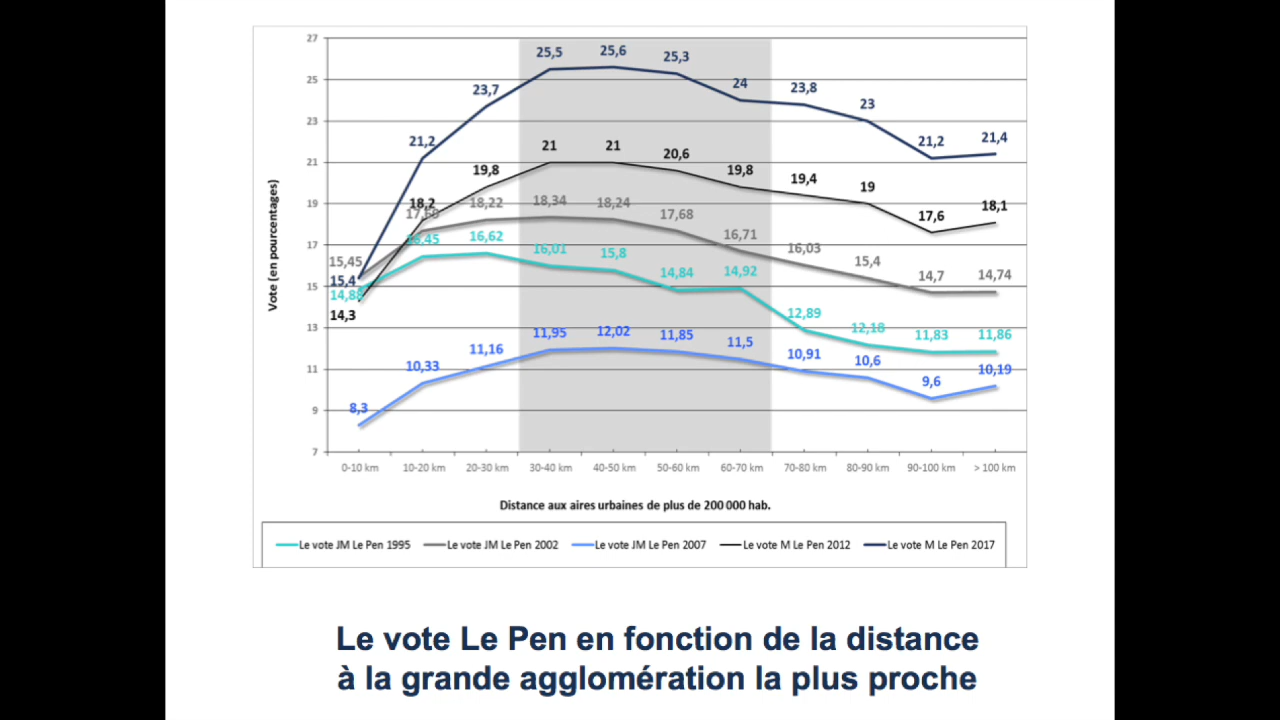 27
25
23
21
19
17
15
13
11
9
7
Vote (en pourcentages)
25,5 25,6 25,3 24 23,8 23 21,2 21,4
15,4 21,2 23,7
14,3 18,2 19,8 21 21 20,6 19,8 19,4 19 17,6 18,1
15,45 18,22 18,34 18,24 17,68 16,71 16,03 15,4 14,7 14,74
16,45 16,62 16,01 15,8 14,84 14,92 12,89 12,18 11,83 11,86
8,3 10,33 11,16 11,95 12,02 11,85 11,5 10,91 10,6 9,6 10,19
0-10 km 10-20 km 20-30 km 30-40 km 40-50 km 50-60 km 60-70 km 70-80 km 80-90 km 90-100 km > 100 km
Distance aux aires urbaines de plus de 200 000 hab.
Le vote JM Le Pen 1995 Le vote JM Le Pen 2002 Le vote JM Le Pen 2007 Le vote M Le Pen 2012 Le vote M Le Pen 2017
Le vote Le Pen en fonction de la distance
à la grande agglomération la plus proche